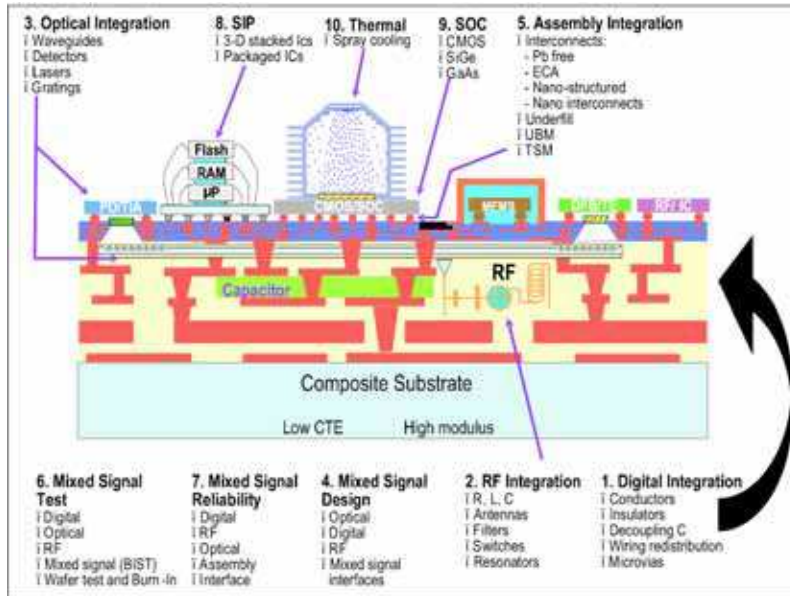 3. Optical Integration
ï Waveguides
ï Detectors
ï Lasers
ï Gratings
8. SIP
ï 3-D stacked Ics
ï Packaged ICs
10. Thermal
ï Spray cooling
9. SOC
ï CMOS
ï SiGe
ï GaAs
5. Assembly Integration
ï Interconnects:
- Pb free
- ECA
- Nano-structured
- Nano interconnects
ï Underfill
ï UBM
ï TSM
Flash
RAM
µP
PD/TIA
CMOS/SOC
MEMS
RF/ IC
RF
Capacitor
Composite Substrate
Low CTE High modulus
6. Mixed Signal
Test
ï Digital
ï Optical
ï RF
ï Mixed signal (BIST)
ï Wafer test and Burn -In
7. Mixed Signal
Reliability
ï Digital
ï RF
ï Optical
ï Assembly
ï Interface
4. Mixed Signal
Design
ï Optical
ï Digital
ï RF
ï Mixed signal
interfaces
2. RF Integration
ï R, L, C
ï Antennas
ï Filters
ï Switches
ï Resonators
1. Digital Integration
ï Conductors
ï Insulators
ï Decoupling C
ï Wiring redistribution
ï Microvias